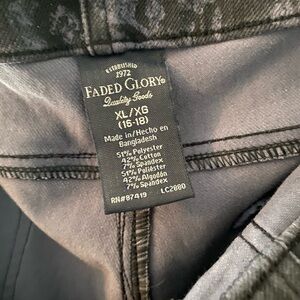 ESTABLISHED
1972
FADED GLORY®
Quality Goods
XL/XG
(16-18)
Made in/Hecho en
Bangladesh
51% Polyester
42% Cotton
7% Spandex
51% Poliéster
42% Algodón
7% Spandex
RN#87419 LC2880